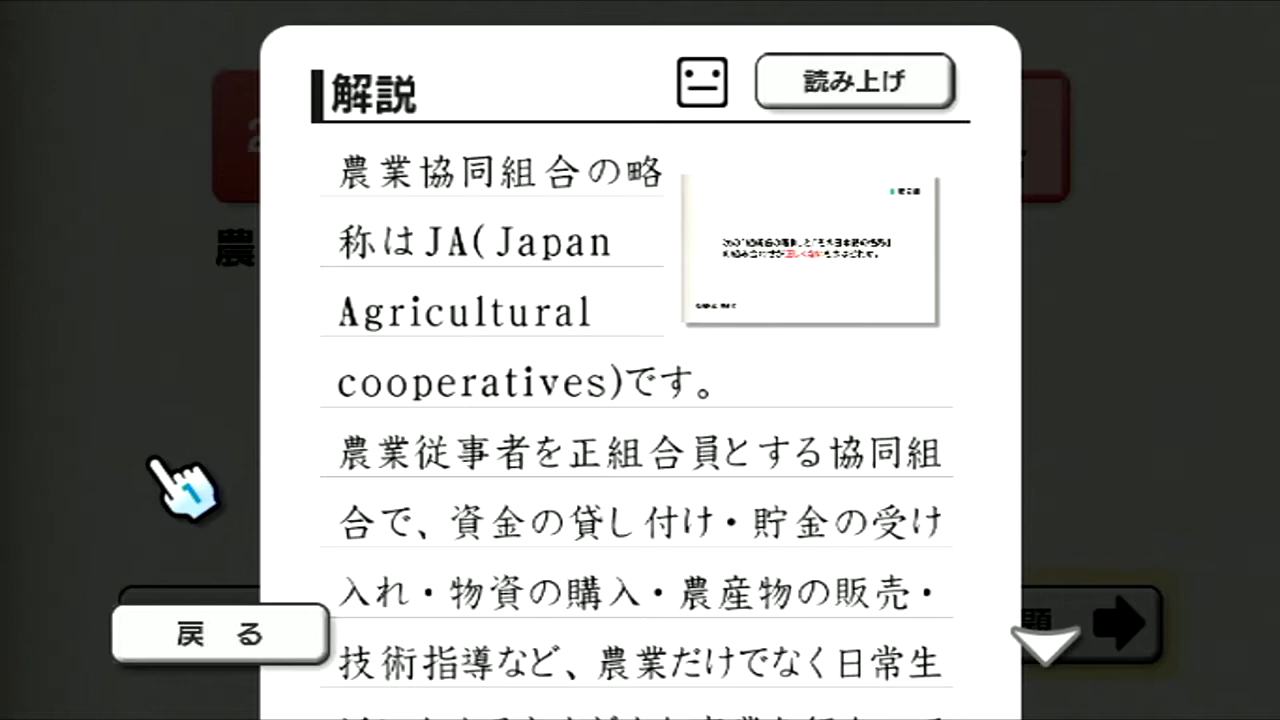 解説
読み上げ
農業協同組合の略
称はJA(Japan
Agricultural
cooperatives)です。
農業従事者を正組合員とする協同組
合で、資金の貸し付け・貯金の受け
入れ・物資の購入・農産物の販売・
技術指導など、農業だけでなく日常生
農
戻る
題
1